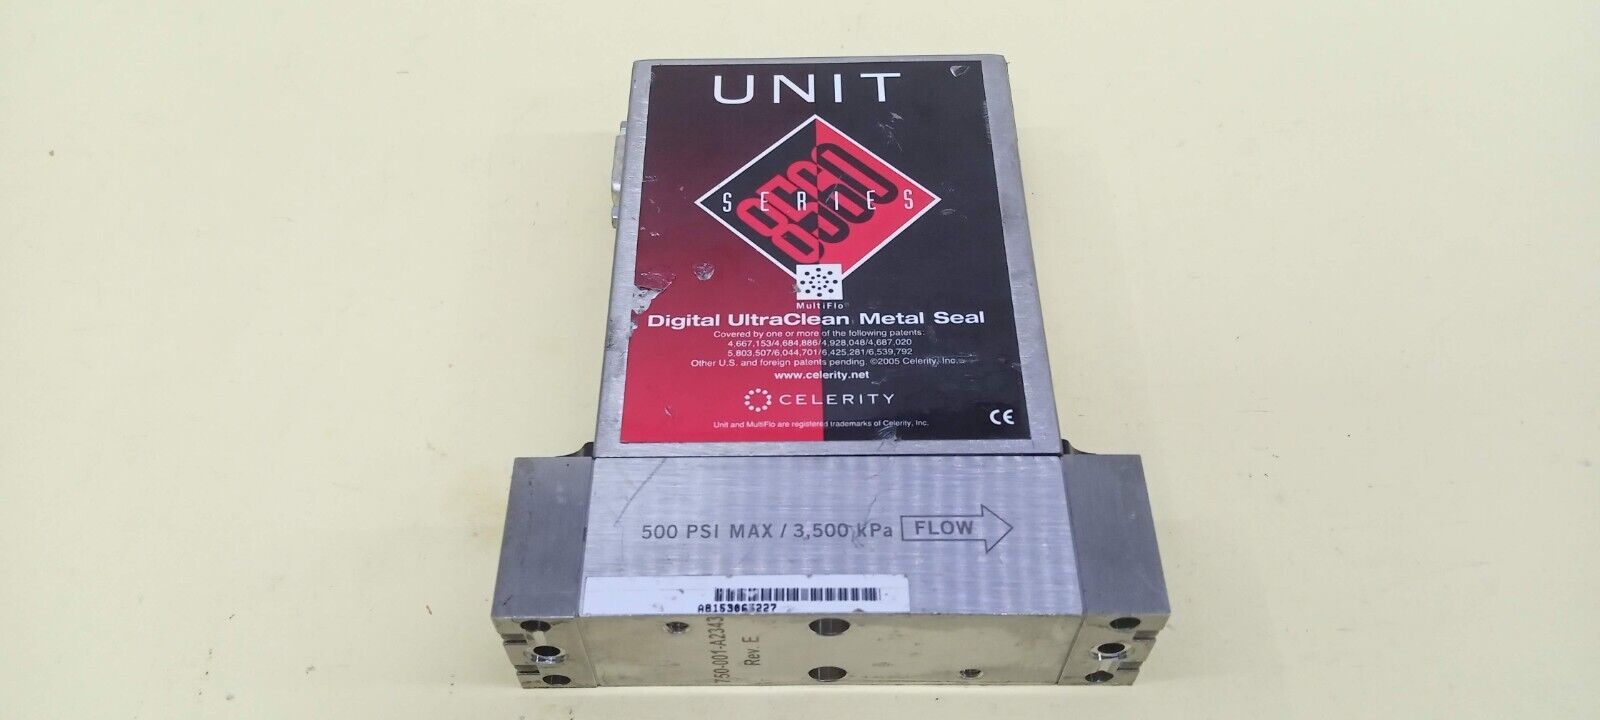 UNIT
8560
SERIES
MultiFlo®
Digital UltraClean Metal Seal
Covered by one or more of the following patents:
4,667,153/4,684,886/4,928,048/4,687,020
5,803,507/6,044,701/6,425,281/6,539,792
Other U.S. and foreign patents pending. ©2005 Celerity, Inc.
www.celerity.net
CELERITY
Unit and MultiFlo are registered trademarks of Celerity, Inc.
CE
500 PSI MAX / 3,500 kPa FLOW
750-001-A2343
Rev. E